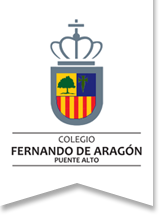 COLEGIO
FERNANDO DE ARAGÓN
PUENTE ALTO